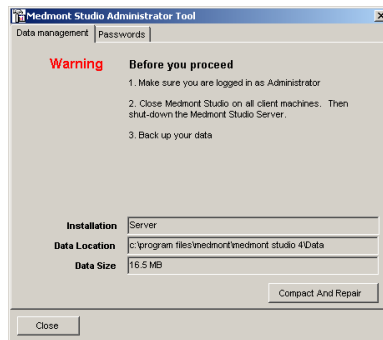 Medmont Studio Administrator Tool
Data management Passwords
Warning
Before you proceed
1. Make sure you are logged in as Administrator
2. Close Medmont Studio on all client machines. Then
shut-down the Medmont Studio Server.
3. Back up your data
Installation Server
Data Location c:\program files\medmont\medmont studio 4\Data
Data Size 16.5 MB
Compact And Repair
Close